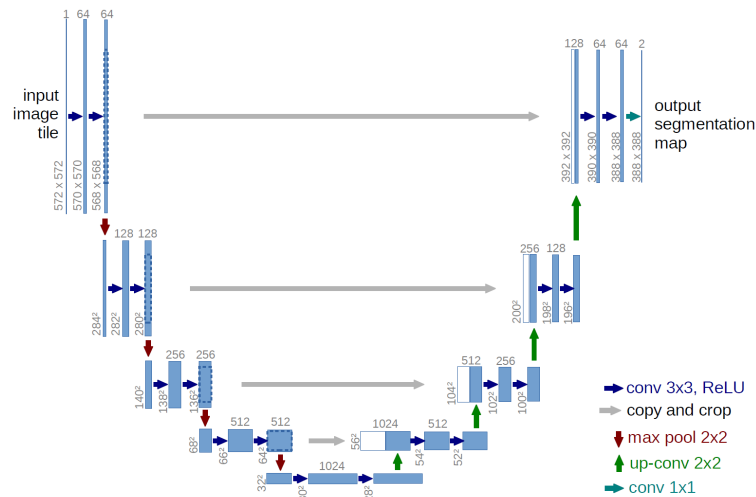 1 64 64
128 64 64 2
input
image
tile
output
segmentation
map
572 x 572
570 x 570
568 x 568
392 x 392
390 x 390
388 x 388
388 x 388
128 128
256 128
284²
282²
280²
200²
198²
196²
256 256
512 256
140²
138²
136²
104²
102²
100²
512 512
1024 512
68²
66²
64²
56²
54²
52²
1024
32²
conv 3x3, ReLU
copy and crop
max pool 2x2
up-conv 2x2
conv 1x1